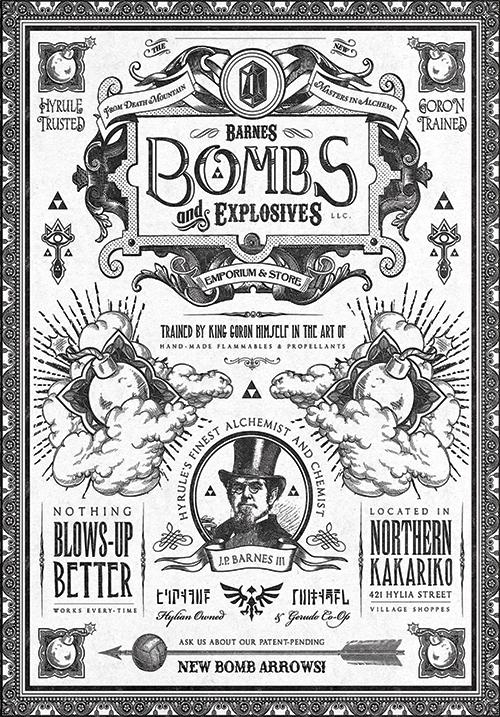 THE NEW
FROM DEATH MOUNTAIN MASTERS IN ALCHEMY
HYRULE
TRUSTED
GORON
TRAINED
BARNES
BOMBS
and EXPLOSIVES LLC.
EMPORIUM & STORE
TRAINED BY KING GORON HIMSELF IN THE ART OF
HAND-MADE FLAMMABLES & PROPELLANTS
HYRULE'S FINEST ALCHEMIST AND CHEMIST
J.P. BARNES III
NOTHING
BLOWS-UP
BETTER
WORKS EVERY-TIME
LOCATED IN
NORTHERN
KAKARIKO
421 HYLIA STREET
VILLAGE SHOPPES
Hylian Owned & Gerudo Co-Op
ASK US ABOUT OUR PATENT-PENDING
NEW BOMB ARROWS!